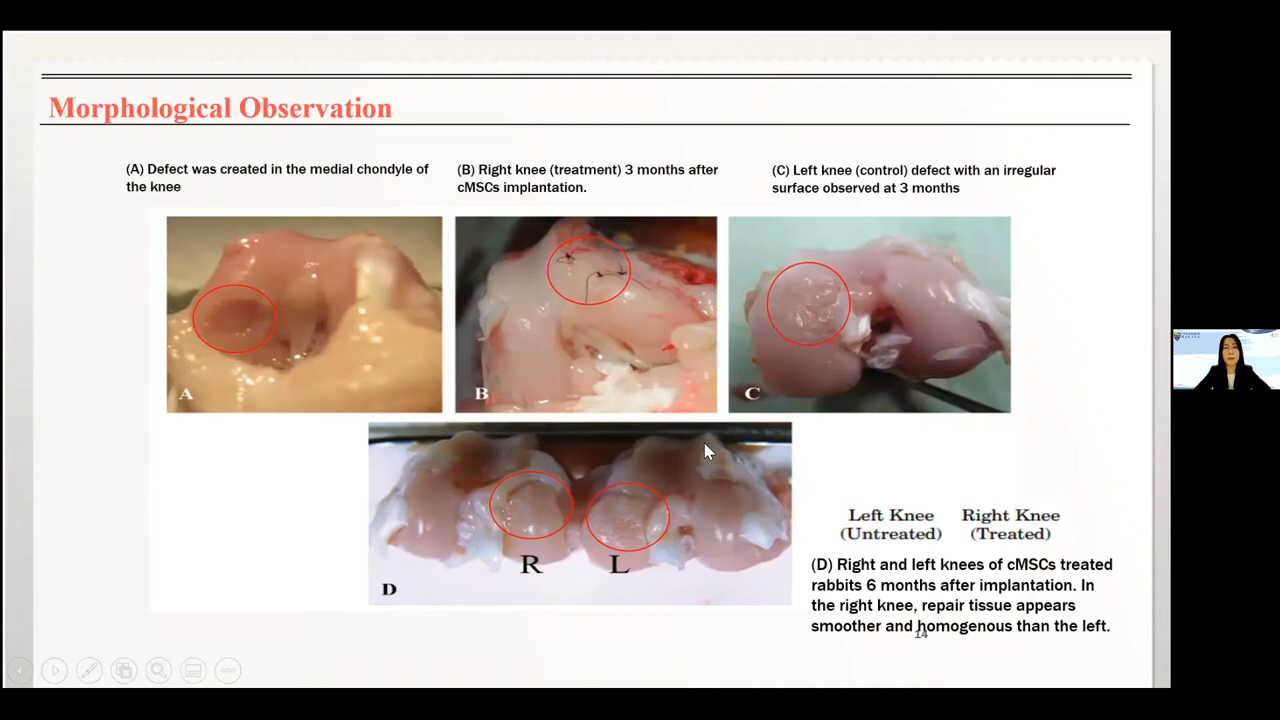 Morphological Observation
(A) Defect was created in the medial chondyle of
the knee
(B) Right knee (treatment) 3 months after
cMSCs implantation.
(C) Left knee (control) defect with an irregular
surface observed at 3 months
A
B
C
R
L
D
Left Knee
(Untreated)
Right Knee
(Treated)
(D) Right and left knees of cMSCs treated
rabbits 6 months after implantation. In
the right knee, repair tissue appears
smoother and homogenous than the left.
14